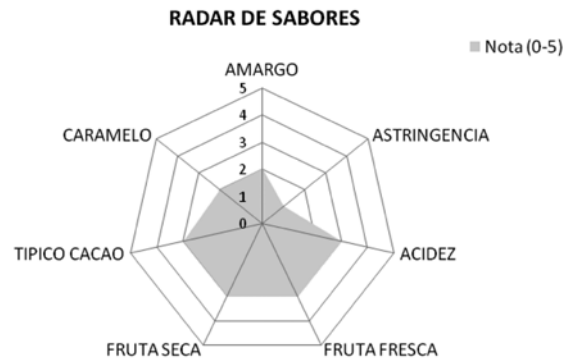 RADAR DE SABORES
Nota (0-5)
AMARGO
5
4
3
2
1
0
CARAMELO
ASTRINGENCIA
TIPICO CACAO
ACIDEZ
FRUTA SECA
FRUTA FRESCA